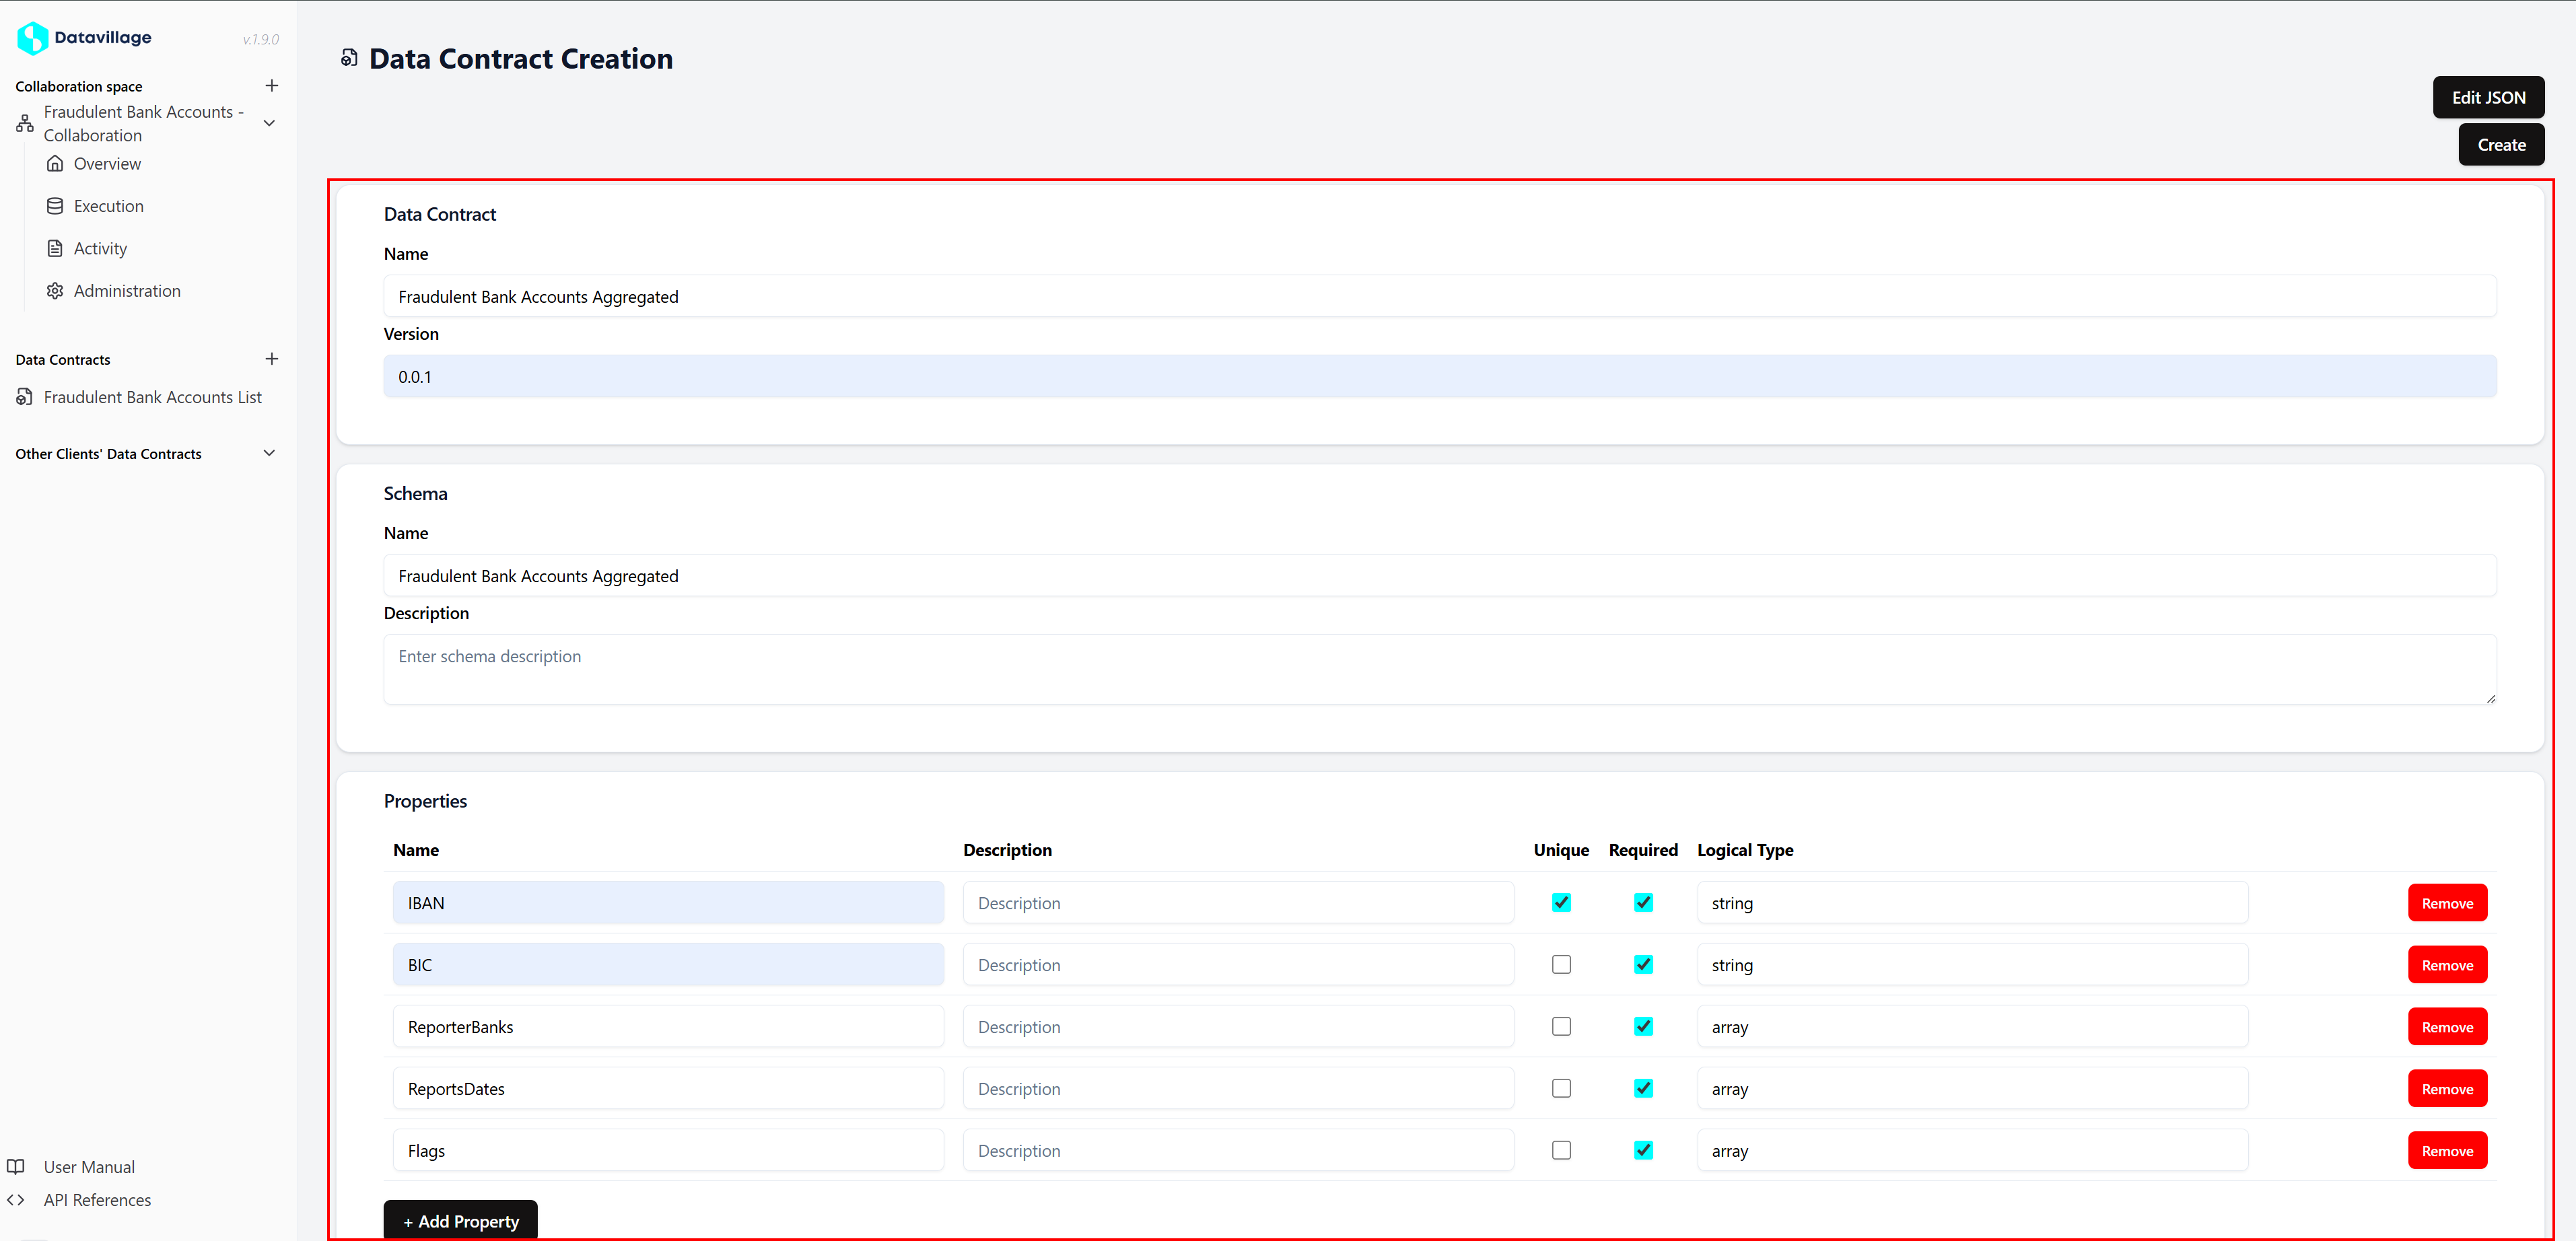 Datavillage
v.1.9.0
Collaboration space
Fraudulent Bank Accounts -
Collaboration
Overview
Execution
Activity
Administration
Data Contracts
Fraudulent Bank Accounts List
Other Clients' Data Contracts
User Manual
API References
Data Contract Creation
Edit JSON
Create
Data Contract
Name
Fraudulent Bank Accounts Aggregated
Version
0.0.1
Schema
Name
Fraudulent Bank Accounts Aggregated
Description
Enter schema description
Properties
Name Description Unique Required Logical Type
IBAN Description string Remove
BIC Description string Remove
ReporterBanks Description array Remove
ReportsDates Description array Remove
Flags Description array Remove
+ Add Property